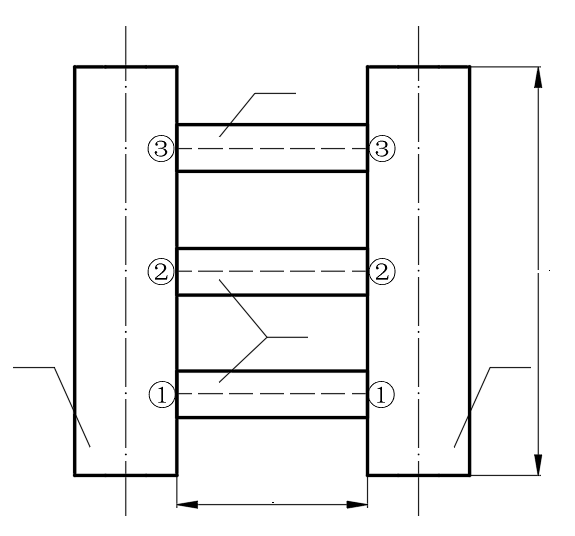 ③ ③
② ②
① ①